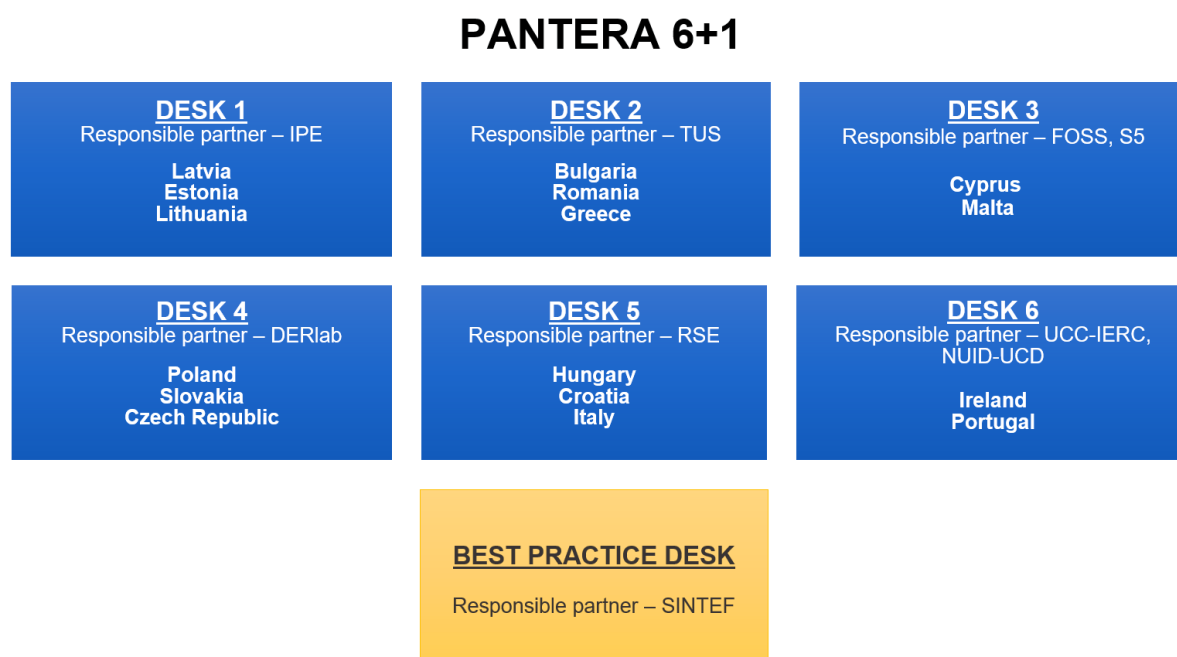 PANTERA 6+1
DESK 1
Responsible partner – IPE
Latvia
Estonia
Lithuania
DESK 2
Responsible partner – TUS
Bulgaria
Romania
Greece
DESK 3
Responsible partner – FOSS, S5
Cyprus
Malta
DESK 4
Responsible partner – DERlab
Poland
Slovakia
Czech Republic
DESK 5
Responsible partner – RSE
Hungary
Croatia
Italy
DESK 6
Responsible partner – UCC-IERC,
NUID-UCD
Ireland
Portugal
BEST PRACTICE DESK
Responsible partner – SINTEF